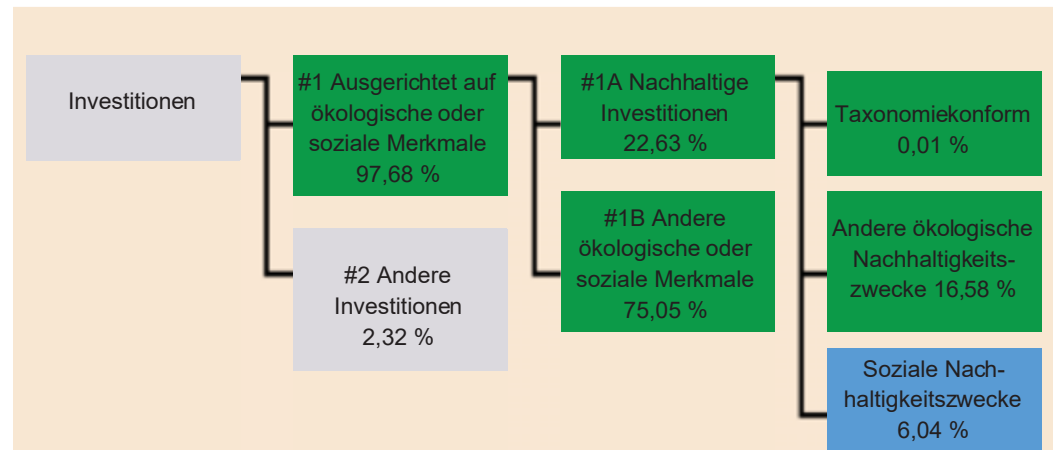 Investitionen
#1 Ausgerichtet auf
ökologische oder
soziale Merkmale
97,68 %
#2 Andere
Investitionen
2,32 %
#1A Nachhaltige
Investitionen
22,63 %
#1B Andere
ökologische oder
soziale Merkmale
75,05 %
Taxonomiekonform
0,01 %
Andere ökologische
Nachhaltigkeits-
zwecke 16,58 %
Soziale Nach-
haltigkeitszwecke
6,04 %